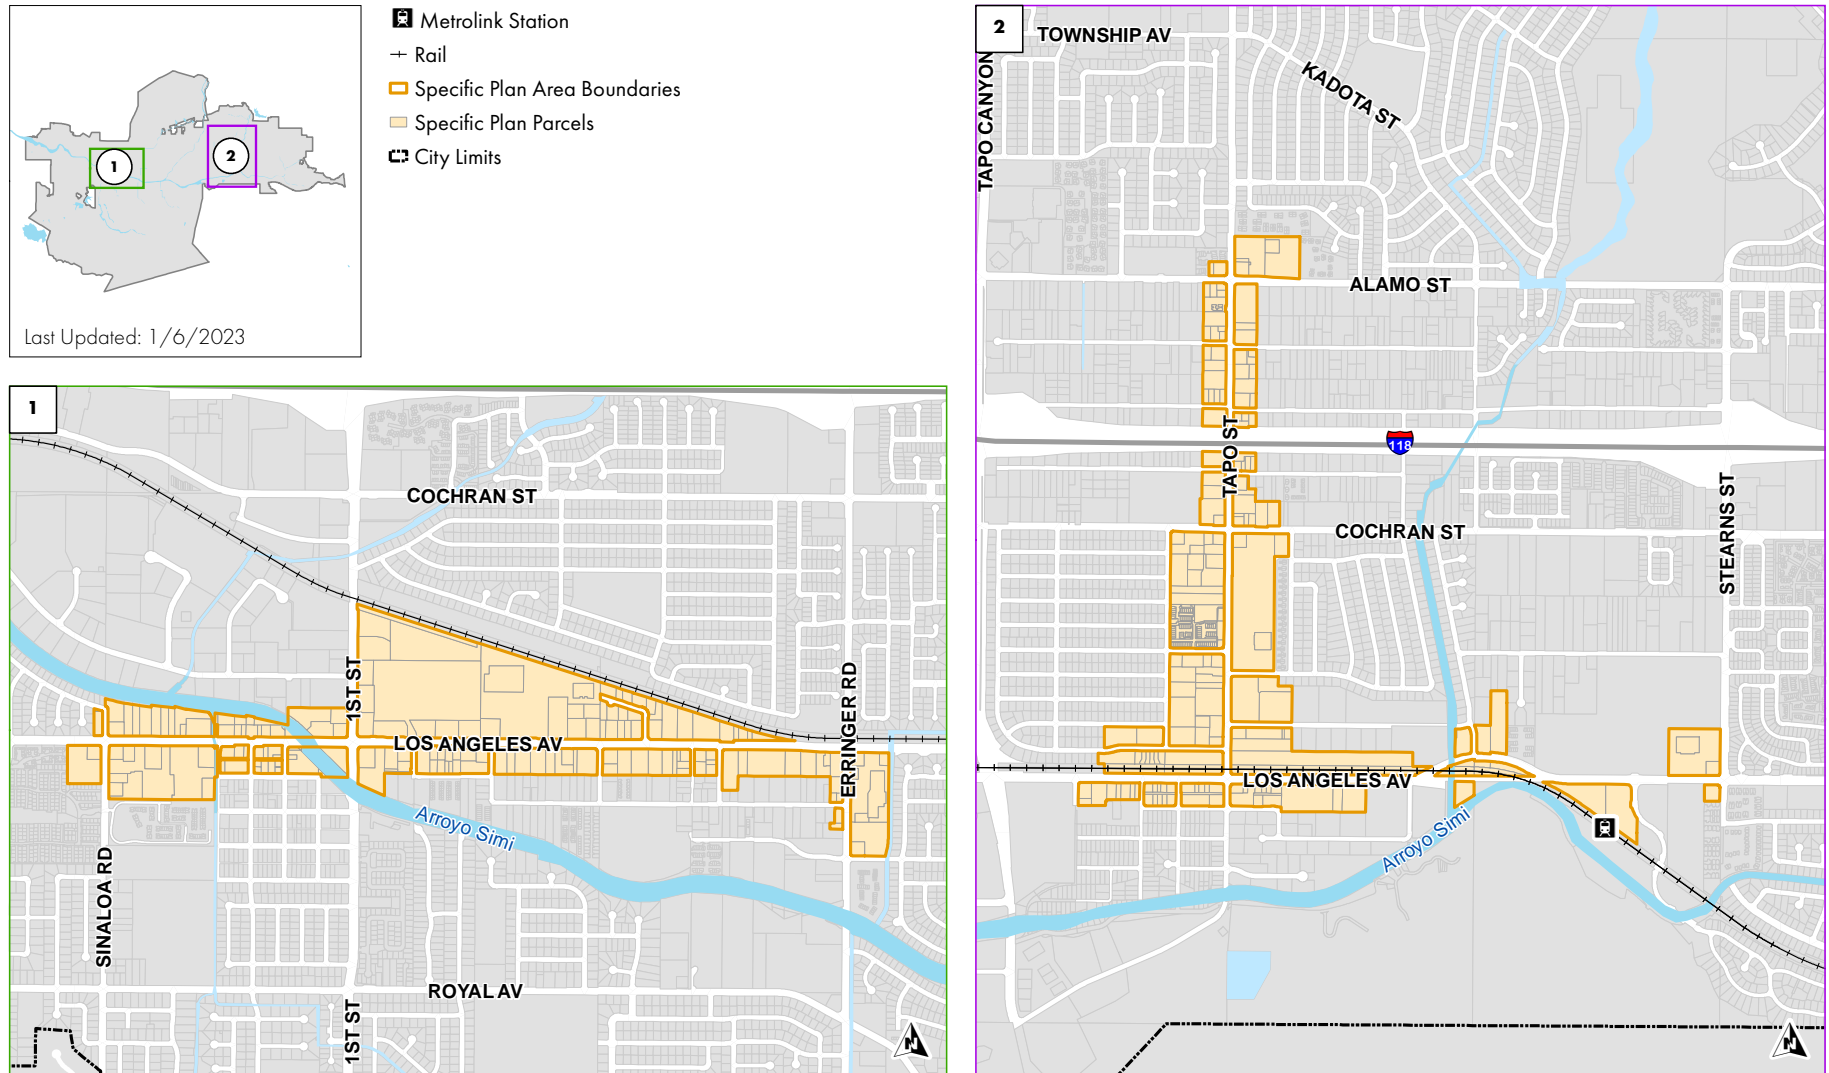 Metrolink Station
Rail
Specific Plan Area Boundaries
Specific Plan Parcels
City Limits
1
2
Last Updated: 1/6/2023
1
COCHRAN ST
1ST ST
LOS ANGELES AV
ERRINGER RD
Arroyo Simi
SINALOA RD
ROYAL AV
1ST ST
N
2
TOWNSHIP AV
TAPO CANYON
KADOTA ST
ALAMO ST
TAPO ST
118
COCHRAN ST
STEARNS ST
LOS ANGELES AV
Arroyo Simi
N